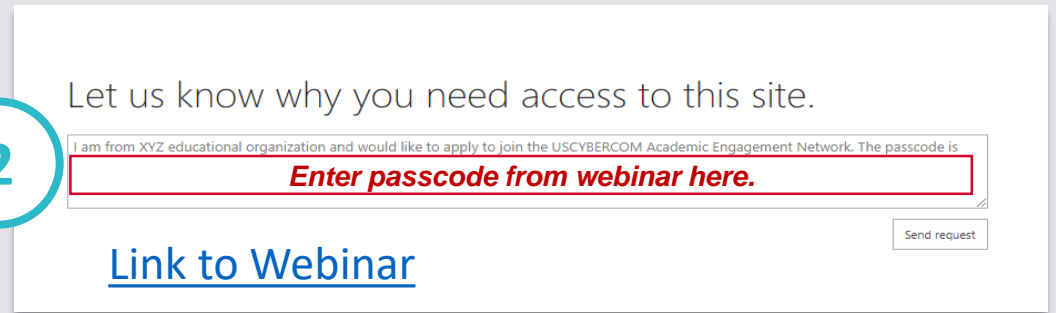 Let us know why you need access to this site.
2
I am from XYZ educational organization and would like to apply to join the USCYBERCOM Academic Engagement Network. The passcode is
Enter passcode from webinar here.
Send request
Link to Webinar